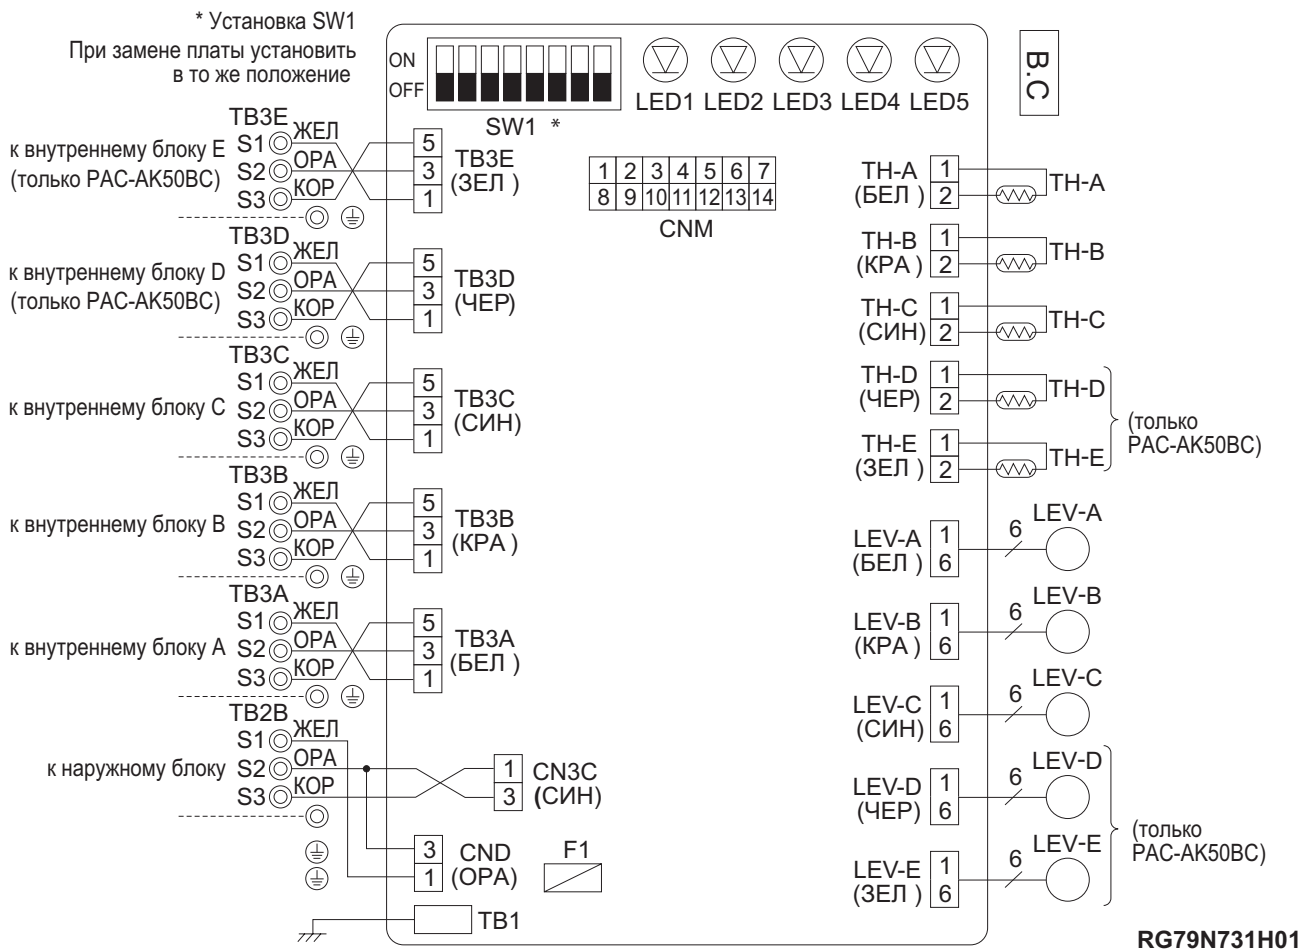 * Установка SW1
При замене платы установить
в то же положение
ON
OFF
SW1 *
LED1 LED2 LED3 LED4 LED5
B.C
1 2 3 4 5 6 7
8 9 10 11 12 13 14
CNM
к внутреннему блоку E
(только PAC-AK50BC)
TB3E
S1 ЖЕЛ
S2 ОРА
S3 КОР
5
3
1
TB3E
(ЗЕЛ )
к внутреннему блоку D
(только PAC-AK50BC)
TB3D
S1 ЖЕЛ
S2 ОРА
S3 КОР
5
3
1
TB3D
(ЧЕР)
к внутреннему блоку C
TB3C
S1 ЖЕЛ
S2 ОРА
S3 КОР
5
3
1
TB3C
(СИН)
к внутреннему блоку B
TB3B
S1 ЖЕЛ
S2 ОРА
S3 КОР
5
3
1
TB3B
(КРА )
к внутреннему блоку A
TB3A
S1 ЖЕЛ
S2 ОРА
S3 КОР
5
3
1
TB3A
(БЕЛ )
к наружному блоку
TB2B
S1 ЖЕЛ
S2 ОРА
S3 КОР
1
3
CN3C
(СИН)
3
1
CND
(ОРА)
F1
TB1
TH-A
(БЕЛ )
1
2
TH-A
TH-B
(КРА )
1
2
TH-B
TH-C
(СИН)
1
2
TH-C
TH-D
(ЧЕР)
1
2
TH-D
TH-E
(ЗЕЛ )
1
2
TH-E
(только
PAC-AK50BC)
LEV-A
(БЕЛ )
1
6
6
LEV-A
LEV-B
(КРА )
1
6
6
LEV-B
LEV-C
(СИН)
1
6
6
LEV-C
LEV-D
(ЧЕР)
1
6
6
LEV-D
LEV-E
(ЗЕЛ )
1
6
6
LEV-E
(только
PAC-AK50BC)
RG79N731H01